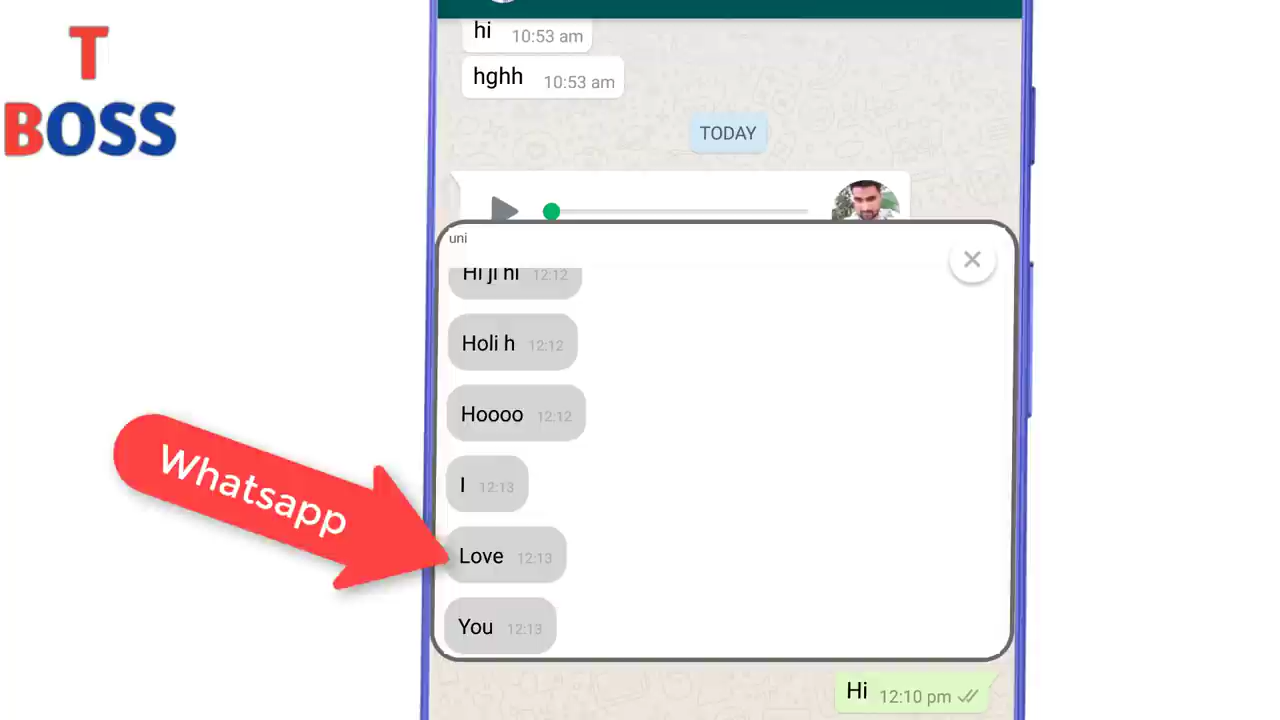 T
BOSS
hi 10:53 am
hghh 10:53 am
TODAY
uni
Hi ji hi 12:12
Holi h 12:12
Hoooo 12:12
I 12:13
Whatsapp
Love 12:13
You 12:13
Hi 12:10 pm